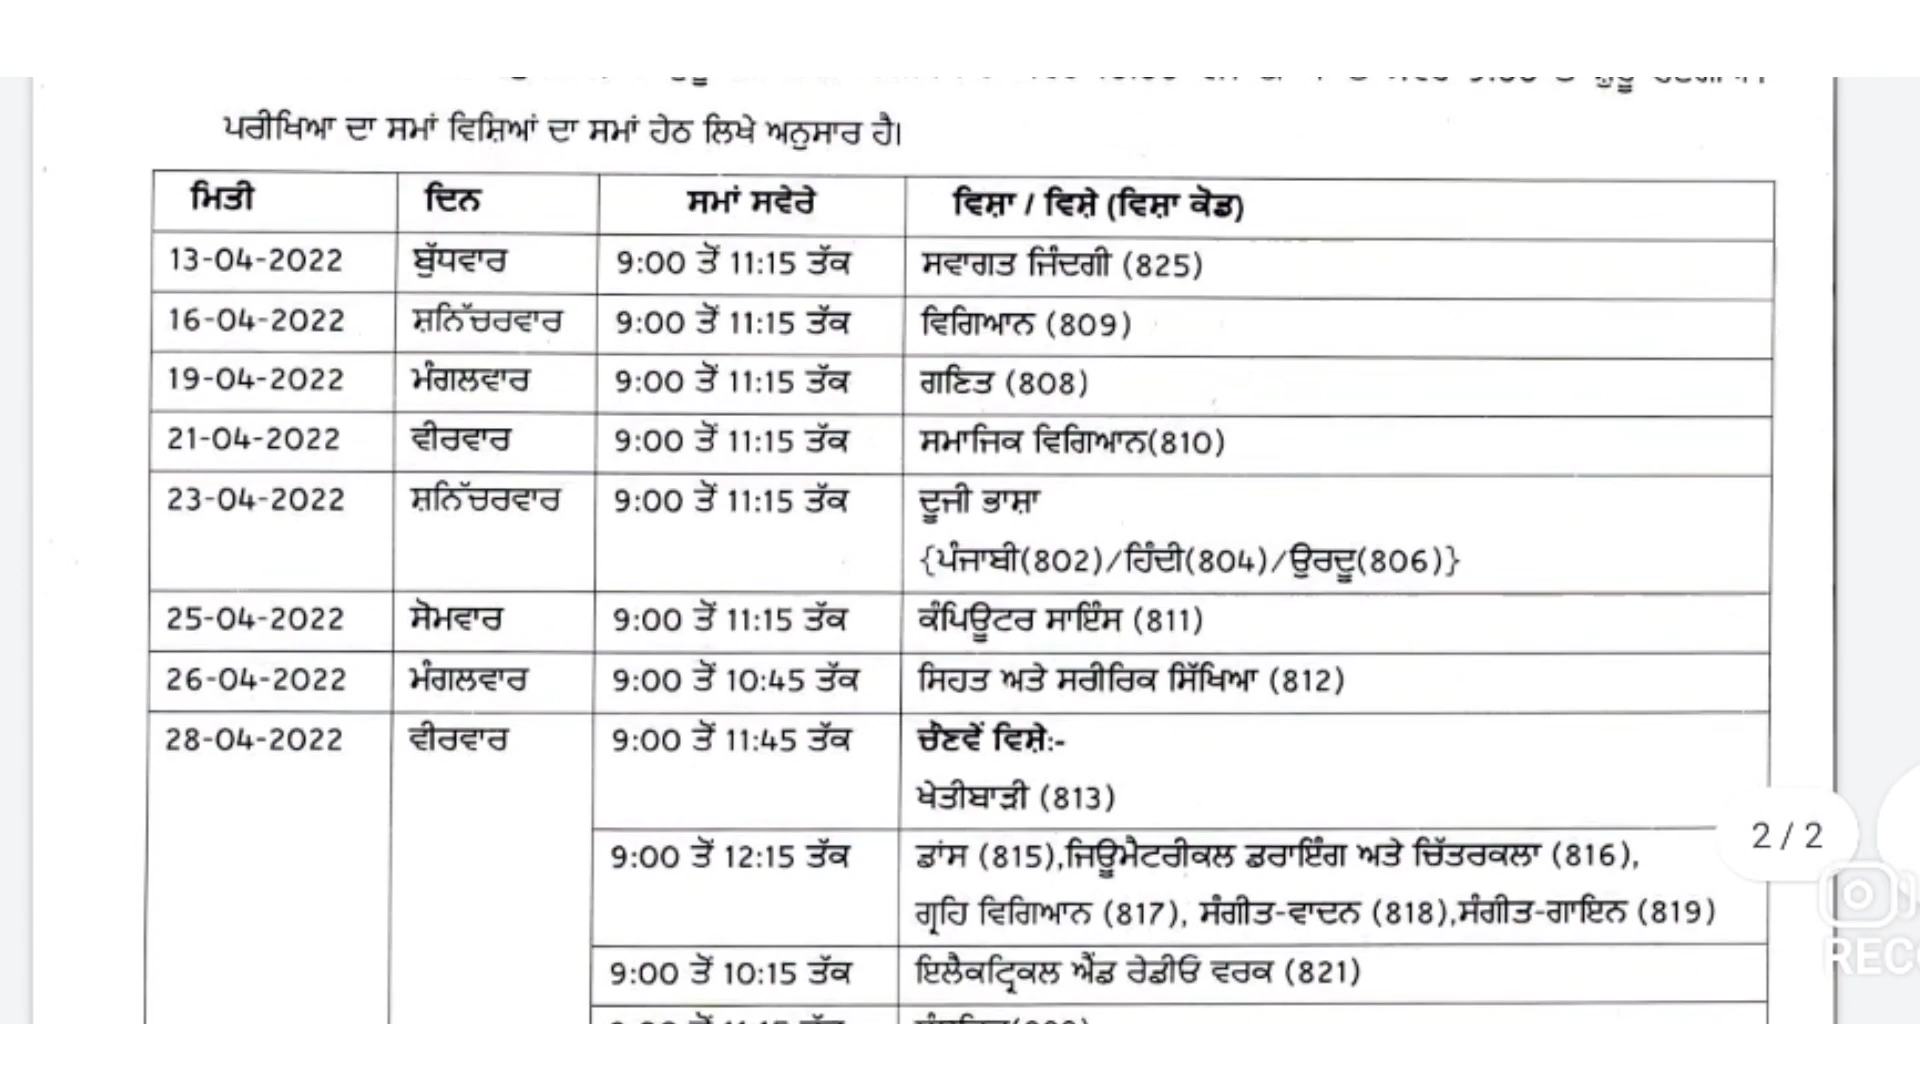 ਪਰੀਖਿਆ ਦਾ ਸਮਾਂ ਵਿਸ਼ਿਆਂ ਦਾ ਸਮਾਂ ਹੇਠ ਲਿਖੇ ਅਨੁਸਾਰ ਹੈ।
ਮਿਤੀ ਦਿਨ ਸਮਾਂ ਸਵੇਰੇ ਵਿਸ਼ਾ / ਵਿਸ਼ੇ (ਵਿਸ਼ਾ ਕੋਡ)
13-04-2022 ਬੁੱਧਵਾਰ 9:00 ਤੋਂ 11:15 ਤੱਕ ਸਵਾਗਤ ਜਿੰਦਗੀ (825)
16-04-2022 ਸ਼ਨਿੱਚਰਵਾਰ 9:00 ਤੋਂ 11:15 ਤੱਕ ਵਿਗਿਆਨ (809)
19-04-2022 ਮੰਗਲਵਾਰ 9:00 ਤੋਂ 11:15 ਤੱਕ ਗਣਿਤ (808)
21-04-2022 ਵੀਰਵਾਰ 9:00 ਤੋਂ 11:15 ਤੱਕ ਸਮਾਜਿਕ ਵਿਗਿਆਨ(810)
23-04-2022 ਸ਼ਨਿੱਚਰਵਾਰ 9:00 ਤੋਂ 11:15 ਤੱਕ ਦੂਜੀ ਭਾਸ਼ਾ
{ਪੰਜਾਬੀ(802)/ਹਿੰਦੀ(804)/ਉਰਦੂ(806)}
25-04-2022 ਸੋਮਵਾਰ 9:00 ਤੋਂ 11:15 ਤੱਕ ਕੰਪਿਊਟਰ ਸਾਇੰਸ (811)
26-04-2022 ਮੰਗਲਵਾਰ 9:00 ਤੋਂ 10:45 ਤੱਕ ਸਿਹਤ ਅਤੇ ਸਰੀਰਿਕ ਸਿੱਖਿਆ (812)
28-04-2022 ਵੀਰਵਾਰ 9:00 ਤੋਂ 11:45 ਤੱਕ ਚੋਣਵੇਂ ਵਿਸ਼ੇ:-
ਖੇਤੀਬਾੜੀ (813)
9:00 ਤੋਂ 12:15 ਤੱਕ ਡਾਂਸ (815),ਜਿਊਮੈਟਰੀਕਲ ਡਰਾਇੰਗ ਅਤੇ ਚਿੱਤਰਕਲਾ (816),
ਗ੍ਰਹਿ ਵਿਗਿਆਨ (817), ਸੰਗੀਤ-ਵਾਦਨ (818),ਸੰਗੀਤ-ਗਾਇਨ (819)
9:00 ਤੋਂ 10:15 ਤੱਕ ਇਲੈਕਟ੍ਰਿਕਲ ਐਂਡ ਰੇਡੀਓ ਵਰਕ (821)
2 / 2
REC